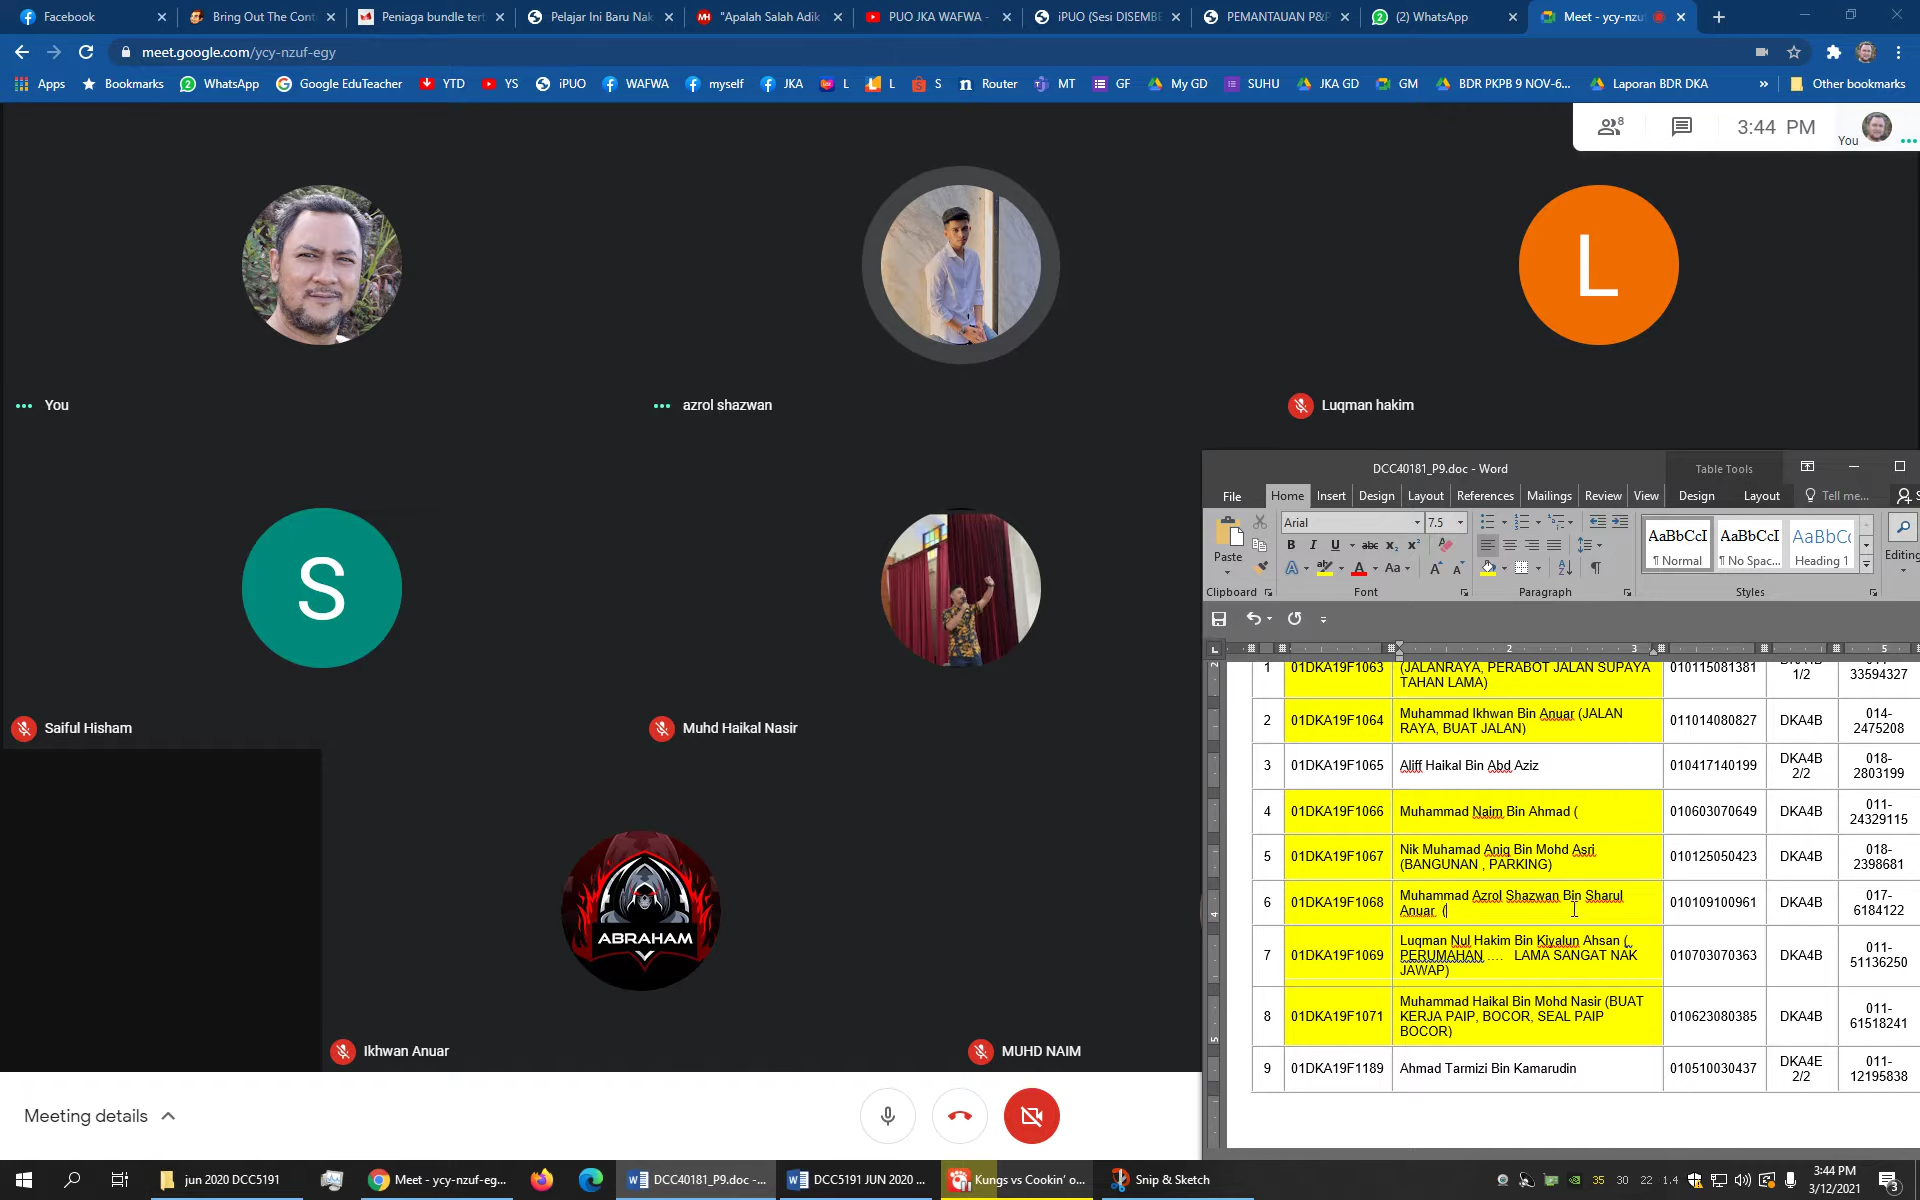 Facebook
Bring Out The Cont
Peniaga bundle tert
Pelajar Ini Baru Nak
"Apalah Salah Adik
PUO JKA WAFWA -
iPUO (Sesi DISEMBE
PEMANTAUAN P&P
(2) WhatsApp
Meet - ycy-nzuf
meet.google.com/ycy-nzuf-egy
Apps
Bookmarks
WhatsApp
Google EduTeacher
YTD
YS
iPUO
WAFWA
myself
JKA
L
L
S
Router
MT
GF
My GD
SUHU
JKA GD
GM
BDR PKPB 9 NOV-6...
Laporan BDR DKA
Other bookmarks
8
3:44 PM
You
L
You
azrol shazwan
Luqman hakim
S
Saiful Hisham
Muhd Haikal Nasir
ABRAHAM
Ikhwan Anuar
MUHD NAIM
Meeting details
DCC40181_P9.doc - Word
Table Tools
File
Home
Insert
Design
Layout
References
Mailings
Review
View
Design
Layout
Tell me...
Paste
Arial
7.5
AaBbCcI
AaBbCcI
AaBbCc
¶ Normal
¶ No Spac...
Heading 1
Editing
Clipboard
Font
Paragraph
Styles
1 01DKA19F1063 (JALANRAYA, PERABOT JALAN SUPAYA 010115081381
TAHAN LAMA) 1/2 33594327
2 01DKA19F1064 Muhammad Ikhwan Bin Anuar (JALAN 011014080827 DKA4B 014-
RAYA, BUAT JALAN) 2475208
3 01DKA19F1065 Aliff Haikal Bin Abd Aziz 010417140199 DKA4B 018-
2/2 2803199
4 01DKA19F1066 Muhammad Naim Bin Ahmad ( 010603070649 DKA4B 011-
24329115
5 01DKA19F1067 Nik Muhamad Aniq Bin Mohd Asri 010125050423 DKA4B 018-
(BANGUNAN , PARKING) 2398681
6 01DKA19F1068 Muhammad Azrol Shazwan Bin Sharul 010109100961 DKA4B 017-
Anuar ( 6184122
7 01DKA19F1069 Luqman Nul Hakim Bin Kiyalun Ahsan ( 010703070363 DKA4B 011-
PERUMAHAN .... LAMA SANGAT NAK 51136250
JAWAP)
8 01DKA19F1071 Muhammad Haikal Bin Mohd Nasir (BUAT 010623080385 DKA4B 011-
KERJA PAIP, BOCOR, SEAL PAIP 61518241
BOCOR)
9 01DKA19F1189 Ahmad Tarmizi Bin Kamarudin 010510030437 DKA4E 011-
2/2 12195838
jun 2020 DCC5191
Meet - ycy-nzuf-eg...
DCC40181_P9.doc -...
DCC5191 JUN 2020 ...
Kungs vs Cookin' o...
Snip & Sketch
35
30
22
1.4
3:44 PM
3/12/2021
3